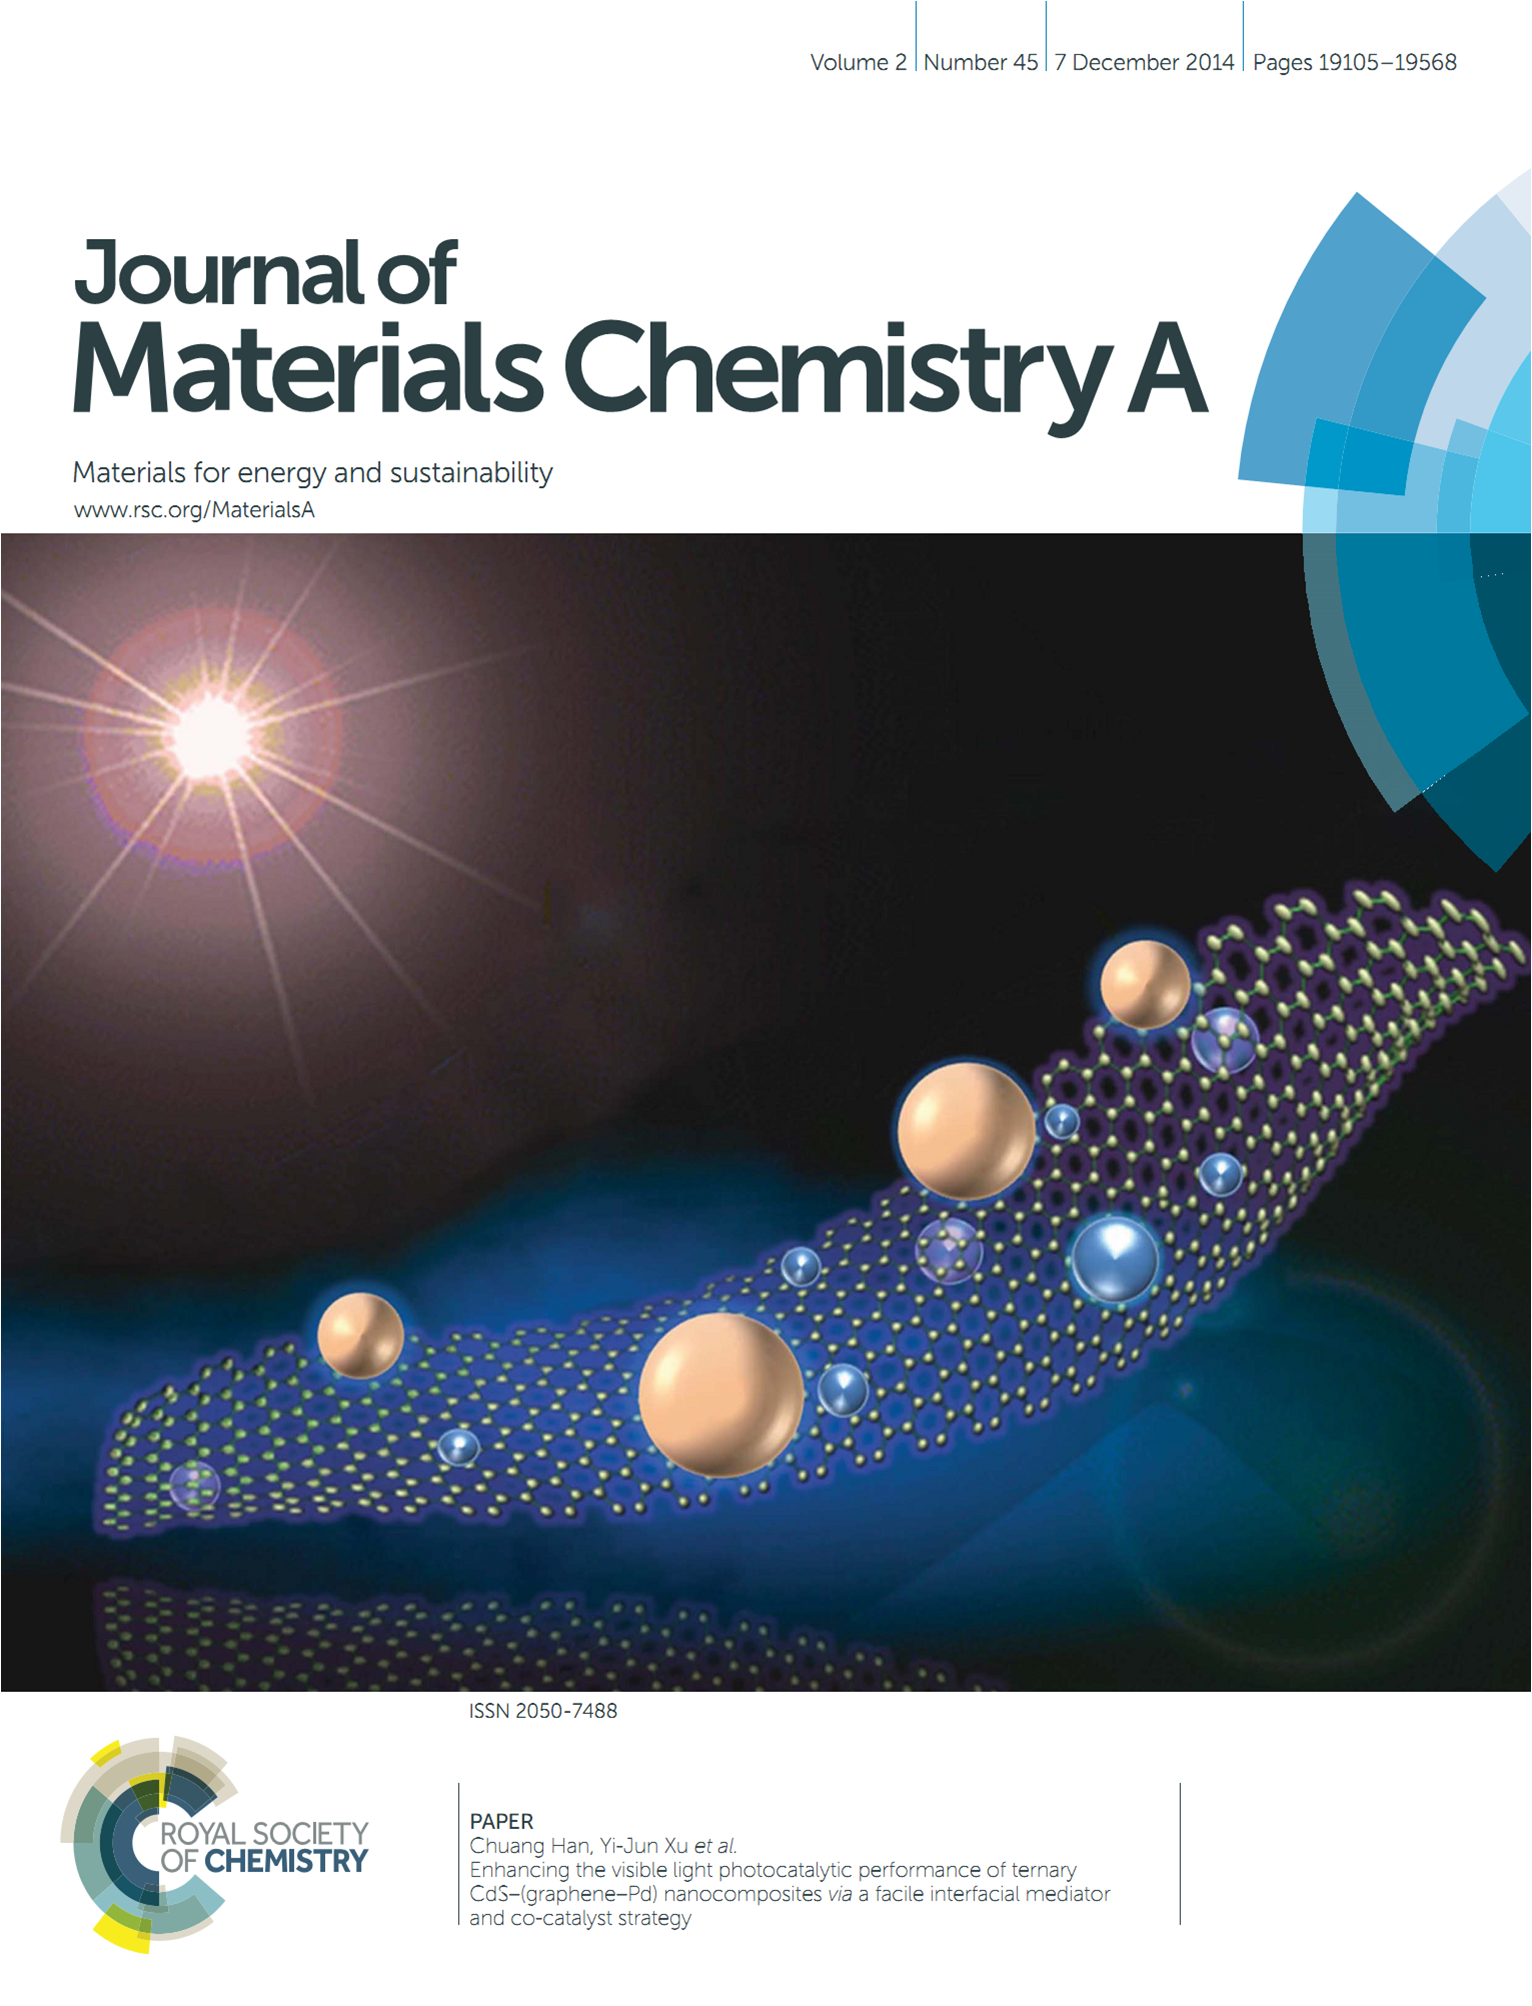 Volume 2 | Number 45 | 7 December 2014 | Pages 19105–19568
Journal of
Materials Chemistry A
Materials for energy and sustainability
www.rsc.org/MaterialsA
ISSN 2050-7488
ROYAL SOCIETY
OF CHEMISTRY
PAPER
Chuang Han, Yi-Jun Xu et al.
Enhancing the visible light photocatalytic performance of ternary
CdS–(graphene–Pd) nanocomposites via a facile interfacial mediator
and co-catalyst strategy